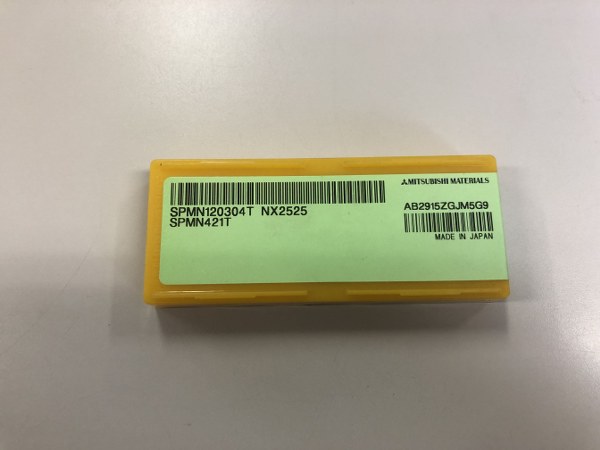 MITSUBISHI MATERIALS
SPMN120304T NX2525
SPMN421T
AB2915ZGJM5G9
MADE IN JAPAN